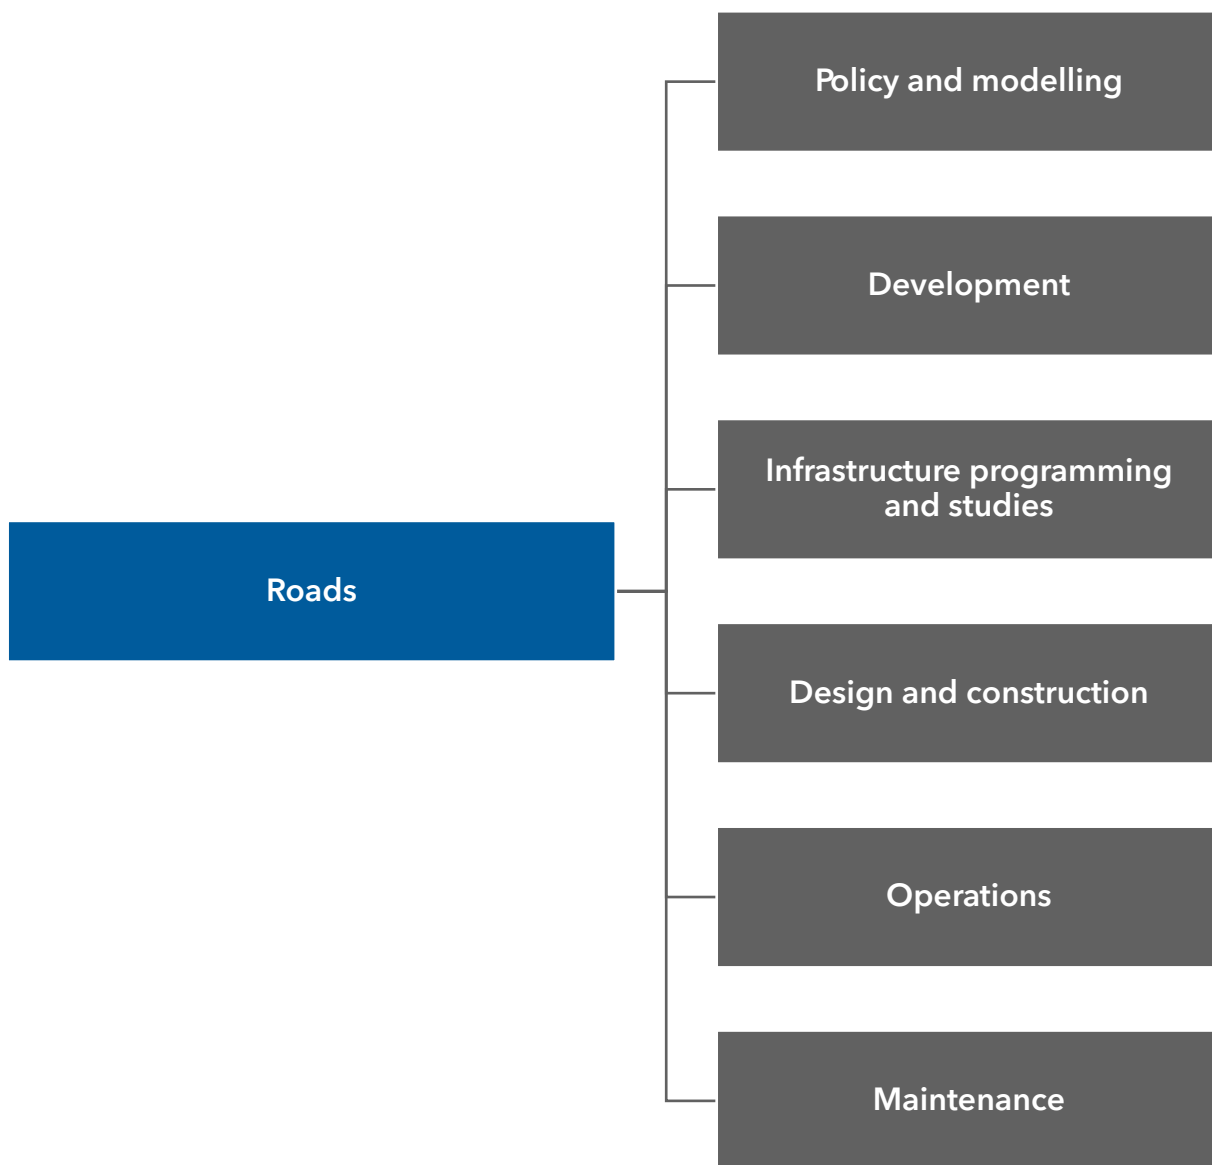 Policy and modelling
Development
Infrastructure programming
and studies
Roads
Design and construction
Operations
Maintenance